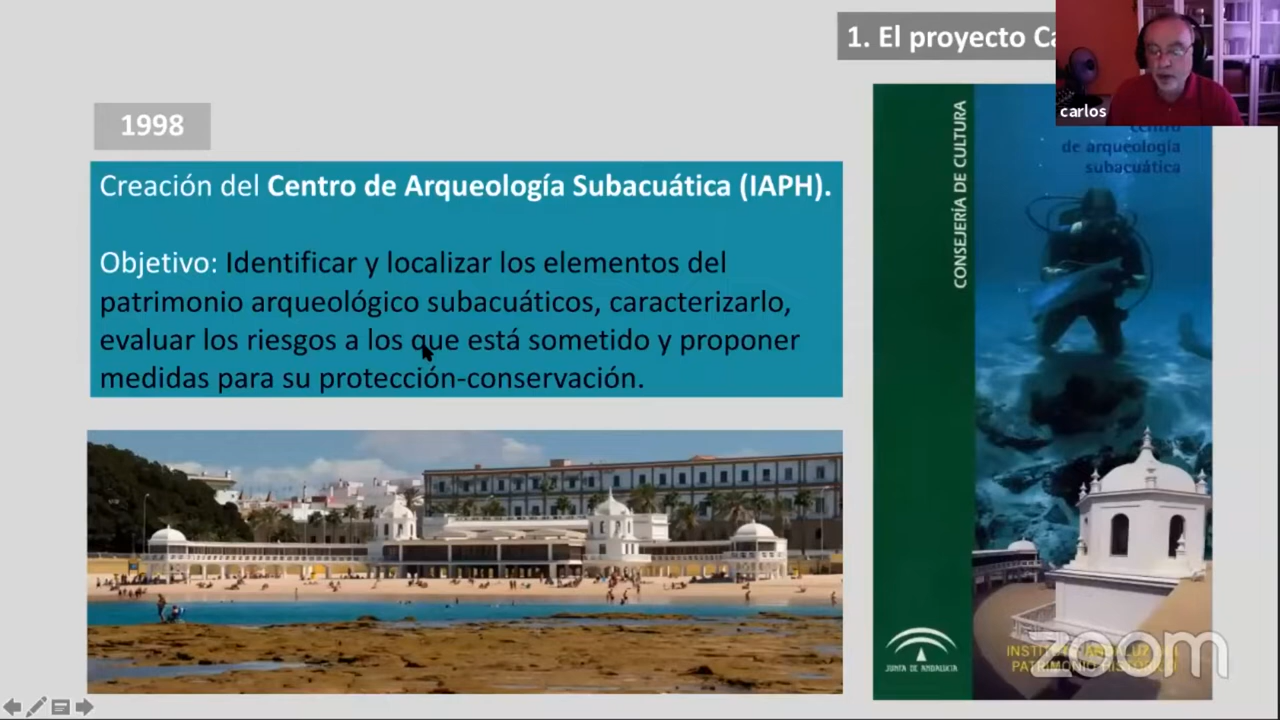 1. El proyecto
carlos
1998
Creación del Centro de Arqueología Subacuática (IAPH).
Objetivo: Identificar y localizar los elementos del
patrimonio arqueológico subacuáticos, caracterizarlo,
evaluar los riesgos a los que está sometido y proponer
medidas para su protección-conservación.
CONSEJERÍA DE CULTURA
centro
de arqueología
subacuática
JUNTA DE ANDALUCIA
zoom